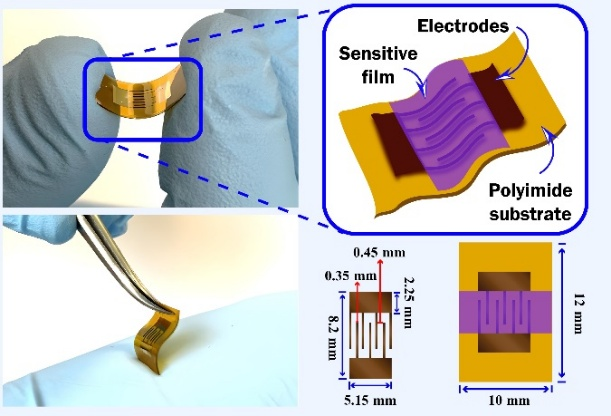 Electrodes
Sensitive
film
Polyimide
substrate
0.45 mm
0.35 mm
2.25 mm
8.2 mm
5.15 mm
12 mm
10 mm